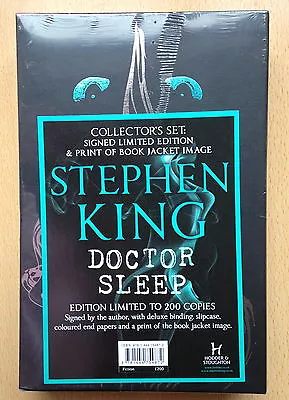 COLLECTOR'S SET:
SIGNED LIMITED EDITION
& PRINT OF BOOK JACKET IMAGE
STEPHEN
KING
DOCTOR
SLEEP
EDITION LIMITED TO 200 COPIES
Signed by the author, with deluxe binding, slipcase,
coloured end papers and a print of the book jacket image.
H
HODDER &
STOUGHTON
Fiction £200